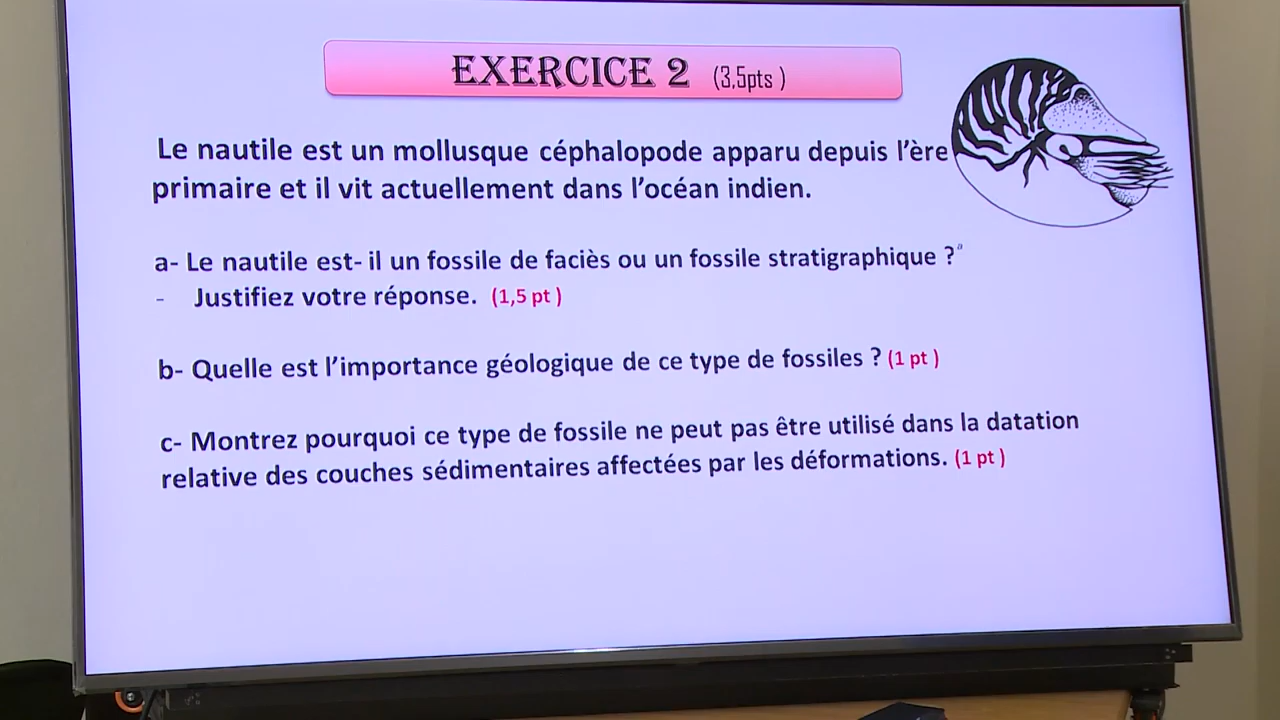 EXERCICE 2 (3,5pts )
Le nautile est un mollusque céphalopode apparu depuis l'ère
primaire et il vit actuellement dans l'océan indien.
a- Le nautile est- il un fossile de faciès ou un fossile stratigraphique ? a
- Justifiez votre réponse. (1,5 pt )
b- Quelle est l'importance géologique de ce type de fossiles ? (1 pt )
c- Montrez pourquoi ce type de fossile ne peut pas être utilisé dans la datation
relative des couches sédimentaires affectées par les déformations. (1 pt )